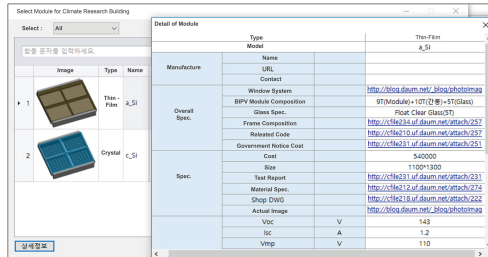 Select Module for Climate Research Building
Select : All
찾을 문자를 입력하세요.
Image Type Name
1 Thin - Film a_Si
2 Crystal c_Si
상세정보
Detail of Module
Type Thin-Film
Model a_Si
Manufacture
Name
URL
Contact
Overall Spec.
Window System http://blog.daum.net/_blog/photoImag
BIPV Module Composition 9T(Module)+10T(간봉)+5T(Glass)
Glass Spec. Float Clear Glass(5T)
Frame Composition http://cfile234.uf.daum.net/attach/257
Releated Code http://cfile210.uf.daum.net/attach/257
Government Notice Cost http://cfile231.uf.daum.net/attach/251
Spec.
Cost 540000
Size 1100*1300
Test Report http://cfile231.uf.daum.net/attach/231
Material Spec. http://cfile212.uf.daum.net/attach/274
Shop DWG http://cfile218.uf.daum.net/attach/222
Actual Image http://blog.daum.net/_blog/photoImag
Voc V 143
Isc A 1.2
Vmp V 110